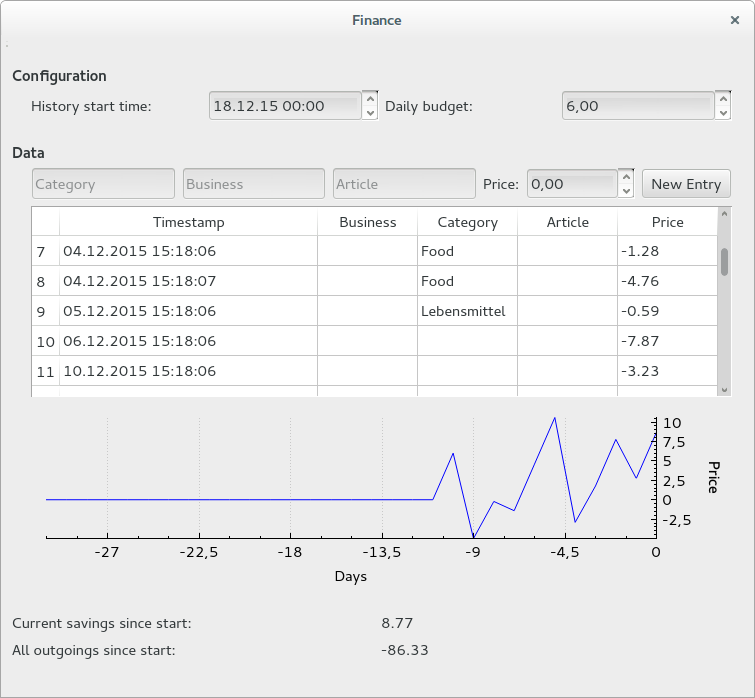 Finance
Configuration
History start time: 18.12.15 00:00 Daily budget: 6,00
Data
Category Business Article Price: 0,00 New Entry
Timestamp Business Category Article Price
7 04.12.2015 15:18:06 Food -1.28
8 04.12.2015 15:18:07 Food -4.76
9 05.12.2015 15:18:06 Lebensmittel -0.59
10 06.12.2015 15:18:06 -7.87
11 10.12.2015 15:18:06 -3.23
10
7,5
5
2,5
0
-2,5
Price
-27 -22,5 -18 -13,5 -9 -4,5 0
Days
Current savings since start: 8.77
All outgoings since start: -86.33